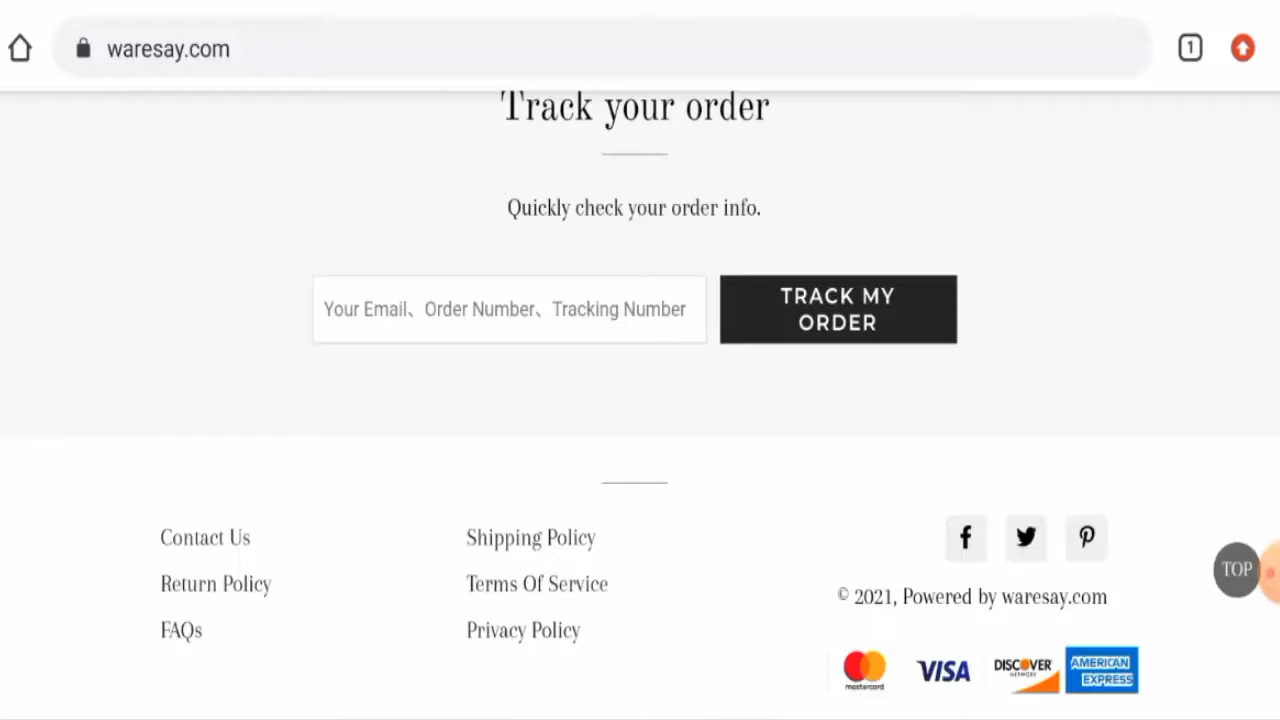 waresay.com
1
Track your order
Quickly check your order info.
Your Email、Order Number、Tracking Number
TRACK MY
ORDER
Contact Us
Shipping Policy
Return Policy
Terms Of Service
FAQs
Privacy Policy
© 2021, Powered by waresay.com
TOP
mastercard
VISA
DISCOVER
NETWORK
AMERICAN
EXPRESS